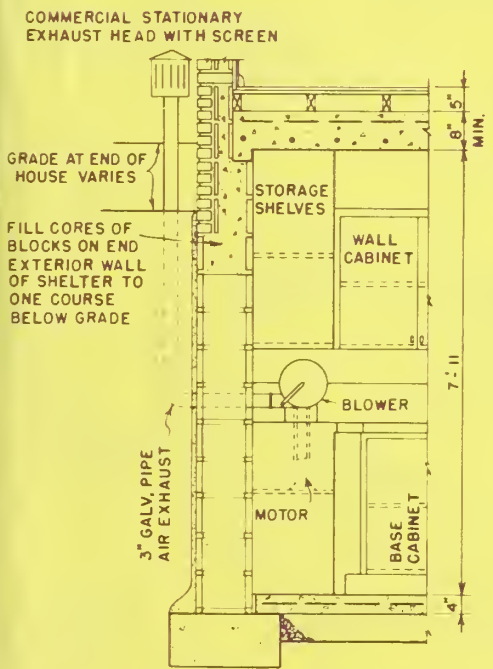 COMMERCIAL STATIONARY
EXHAUST HEAD WITH SCREEN
5"
8"
MIN.
GRADE AT END OF
HOUSE VARIES
STORAGE
SHELVES
FILL CORES OF
BLOCKS ON END
EXTERIOR WALL
OF SHELTER TO
ONE COURSE
BELOW GRADE
WALL
CABINET
7'-11
BLOWER
3" GALV. PIPE
AIR EXHAUST
MOTOR
BASE
CABINET
4"